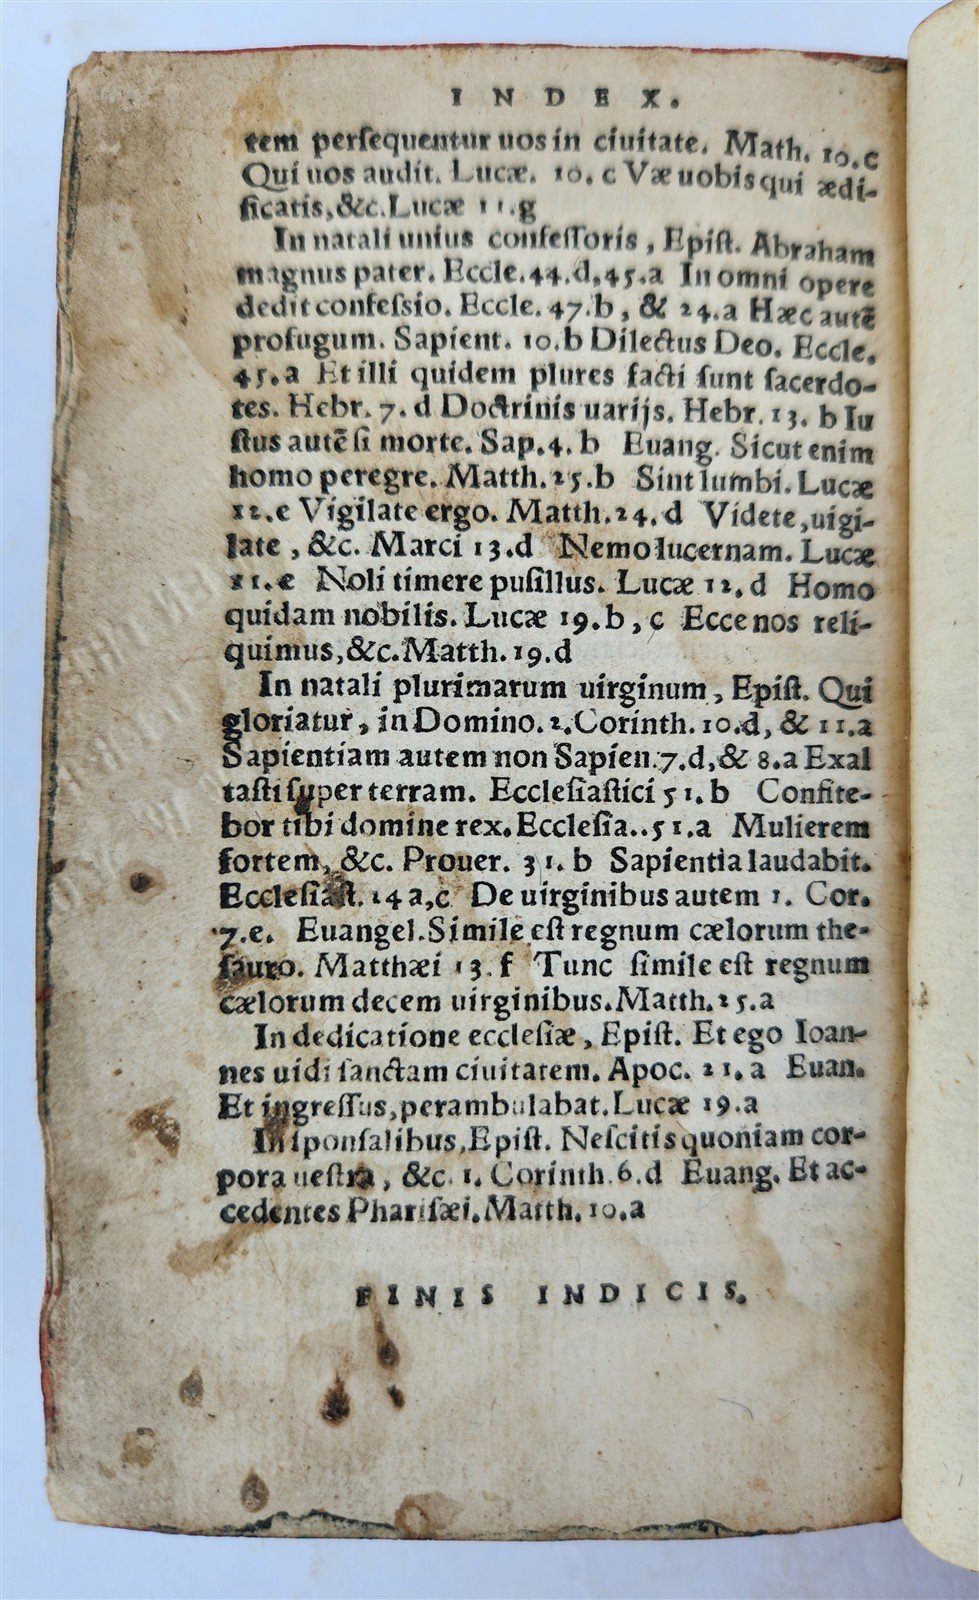 INDEX.
tem perſequentur uos in ciuitate. Math. 10.c
Qui uos audit. Lucæ. 10. c Væ uobis qui ædi-
ficatis, &c. Lucæ 11.g
In natali unius confeſſoris, Epiſt. Abraham
magnus pater. Eccle. 44.d, 45.a In omni opere
dedit confeſsio. Eccle. 47.b, & 24.a Hæc autē
profugum. Sapient. 10.b Dilectus Deo. Eccle.
45.a Et illi quidem plures facti ſunt ſacerdo-
tes. Hebr. 7. d Doctrinis uarijs. Hebr. 13. b Iu
ſtus autē ſi morte. Sap. 4. b Euang. Sicut enim
homo peregre. Matth. 25.b Sint lumbi. Lucæ
12.e Vigilate ergo. Matth. 24. d Videte, uigi-
late, &c. Marci 13.d Nemo lucernam. Lucæ
11.e Noli timere puſillus. Lucæ 12.d Homo
quidam nobilis. Lucæ 19.b, c Ecce nos reli-
quimus, &c. Matth. 19.d
In natali plurimarum uirginum, Epiſt. Qui
gloriatur, in Domino. 2. Corinth. 10.d, & 11.a
Sapientiam autem non Sapien. 7.d, & 8.a Exal
taſti ſuper terram. Eccleſiaſtici 51.b Confite-
bor tibi domine rex. Eccleſia..51.a Mulierem
fortem, &c. Prouer. 31. b Sapientia laudabit.
Eccleſiaſt. 14 a,c De uirginibus autem 1. Cor.
7.e. Euangel. Simile eſt regnum cælorum the-
ſauro. Matthæi 13.f Tunc ſimile eſt regnum
cælorum decem uirginibus. Matth. 25.a
In dedicatione eccleſiæ, Epiſt. Et ego Ioan-
nes uidi ſanctam ciuitatem. Apoc. 21. a Euan.
Et ingreſſus, perambulabat. Lucæ 19.a
In ſponſalibus, Epiſt. Neſcitis quoniam cor-
pora ueſtra, &c. 1. Corinth. 6.d Euang. Et ac-
cedentes Phariſæi. Matth. 10.a
FINIS INDICIS.